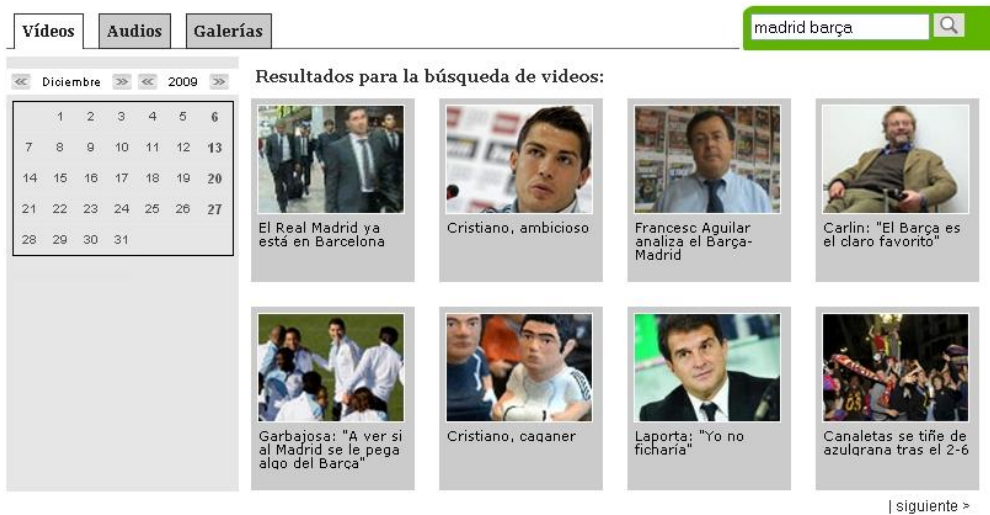 Vídeos
Audios
Galerías
madrid barça
<< Diciembre >> << 2009 >>
1 2 3 4 5 6
7 8 9 10 11 12 13
14 15 16 17 18 19 20
21 22 23 24 25 26 27
28 29 30 31
Resultados para la búsqueda de videos:
El Real Madrid ya
está en Barcelona
Cristiano, ambicioso
Francesc Aguilar
analiza el Barça-
Madrid
Carlin: "El Barça es
el claro favorito"
Garbajosa: "A ver si
al Madrid se le pega
algo del Barça"
Cristiano, caganer
Laporta: "Yo no
ficharía"
Canaletas se tiñe de
azulgrana tras el 2-6
| siguiente >